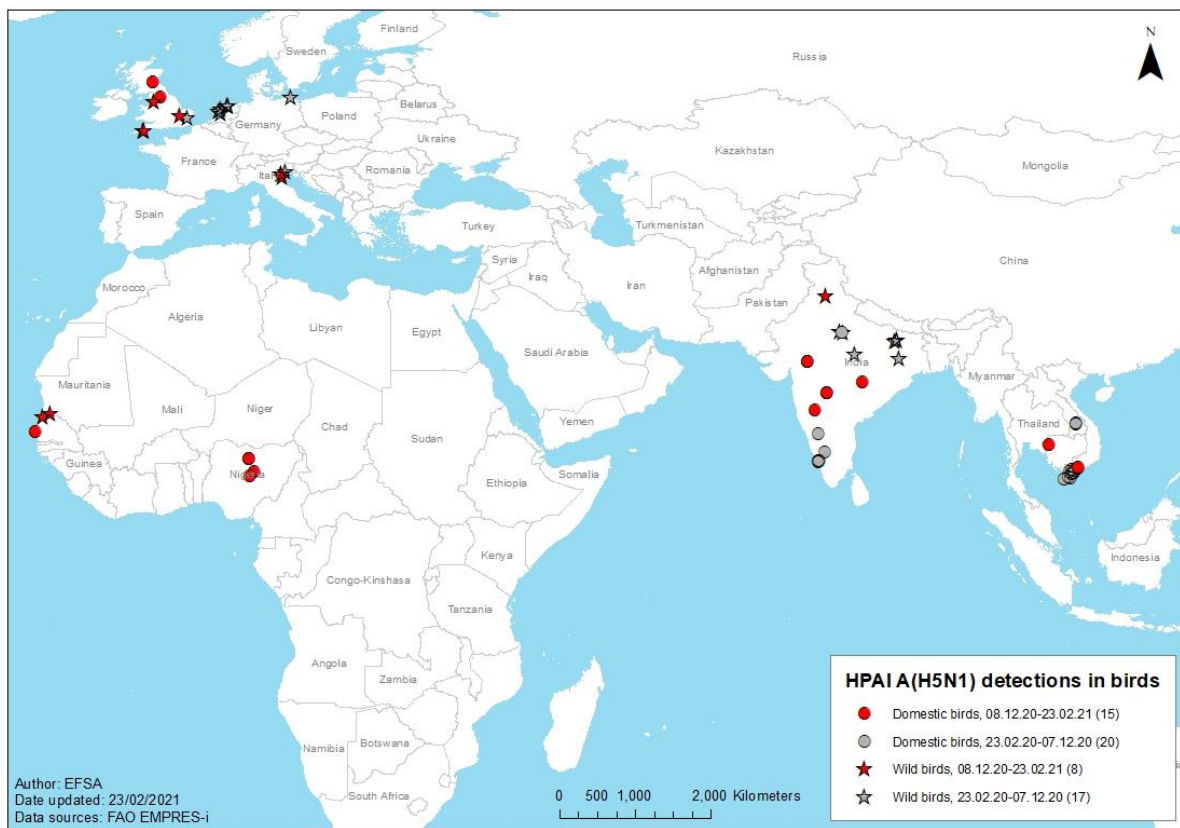 N
Finland
Sweden
Russia
Belarus
Poland
Germany
Ukraine
Kazakhstan
Mongolia
France
Romania
Ital
Spain
Turkey
Turkmenistan
China
Syria
Afghanistan
Iraq
Iran
Morocco
Pakistan
Algeria
Libyan
Egypt
Saudi Arabia
India
Myanmar
Mauritania
Mali
Niger
Chad
Sudan
Yemen
Thailand
Guinea
Nigeria
Ethiopia
Somalia
Kenya
Indonesia
Congo-Kinshasa
Tanzania
Angola
Zambia
Namibia
Botswana
South Africa
HPAI A(H5N1) detections in birds
Domestic birds, 08.12.20-23.02.21 (15)
Domestic birds, 23.02.20-07.12.20 (20)
Wild birds, 08.12.20-23.02.21 (8)
Wild birds, 23.02.20-07.12.20 (17)
Author: EFSA
Date updated: 23/02/2021
Data sources: FAO EMPRES-i
0 500 1,000 2,000 Kilometers